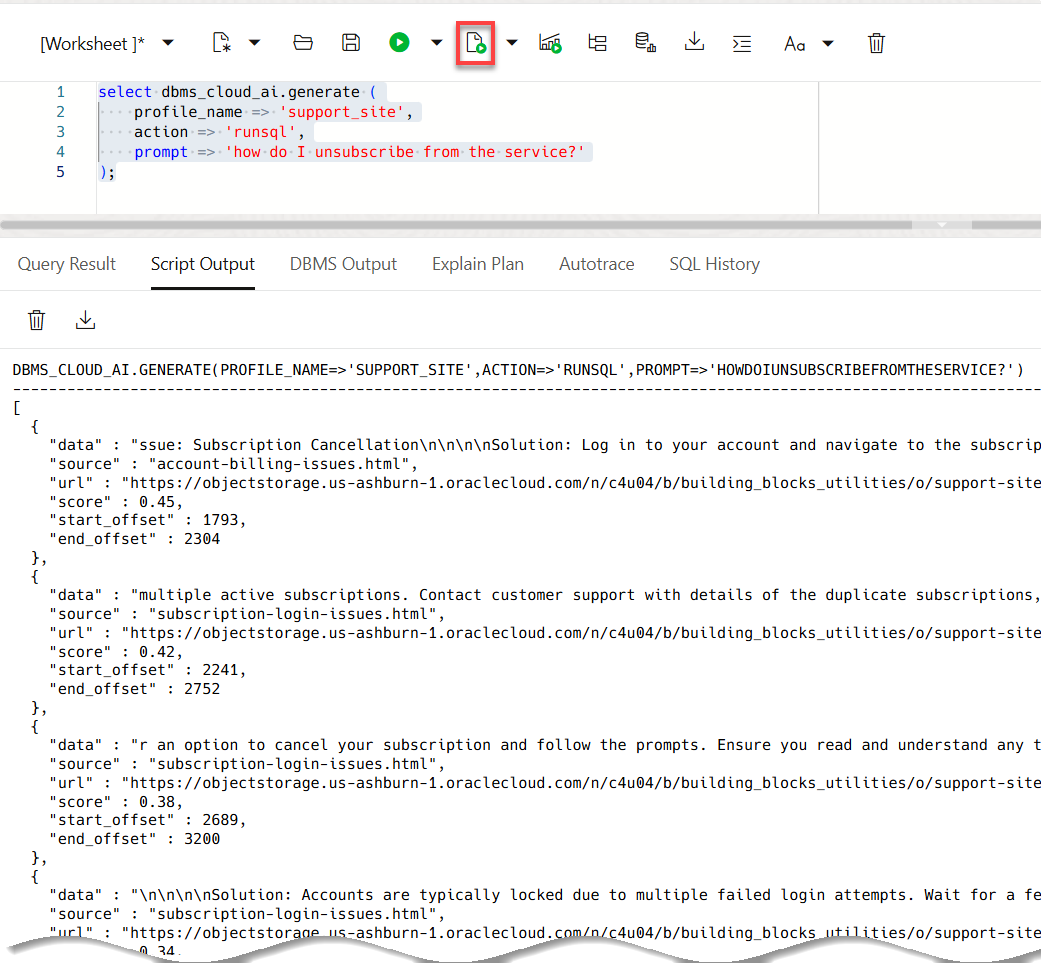 [Worksheet ]*
Aa
1 select dbms_cloud_ai.generate (
2 profile_name => 'support_site',
3 action => 'runsql',
4 prompt => 'how do I unsubscribe from the service?'
5 );
Query Result Script Output DBMS Output Explain Plan Autotrace SQL History
DBMS_CLOUD_AI.GENERATE(PROFILE_NAME=>'SUPPORT_SITE',ACTION=>'RUNSQL',PROMPT=>'HOWDOIUNSUBSCRIBEFROMTHESERVICE?')
--------------------------------------------------------------------------------------------------------------------
[
{
"data" : "ssue: Subscription Cancellation\n\n\n\nSolution: Log in to your account and navigate to the subscrip
"source" : "account-billing-issues.html",
"url" : "https://objectstorage.us-ashburn-1.oraclecloud.com/n/c4u04/b/building_blocks_utilities/o/support-site
"score" : 0.45,
"start_offset" : 1793,
"end_offset" : 2304
},
{
"data" : "multiple active subscriptions. Contact customer support with details of the duplicate subscriptions,
"source" : "subscription-login-issues.html",
"url" : "https://objectstorage.us-ashburn-1.oraclecloud.com/n/c4u04/b/building_blocks_utilities/o/support-site
"score" : 0.42,
"start_offset" : 2241,
"end_offset" : 2752
},
{
"data" : "r an option to cancel your subscription and follow the prompts. Ensure you read and understand any t
"source" : "subscription-login-issues.html",
"url" : "https://objectstorage.us-ashburn-1.oraclecloud.com/n/c4u04/b/building_blocks_utilities/o/support-site
"score" : 0.38,
"start_offset" : 2689,
"end_offset" : 3200
},
{
"data" : "\n\n\n\nSolution: Accounts are typically locked due to multiple failed login attempts. Wait for a fe
"source" : "subscription-login-issues.html",
"url" : "https://objectstorage.us-ashburn-1.oraclecloud.com/n/c4u04/b/building_blocks_utilities/o/support-site
0.34,